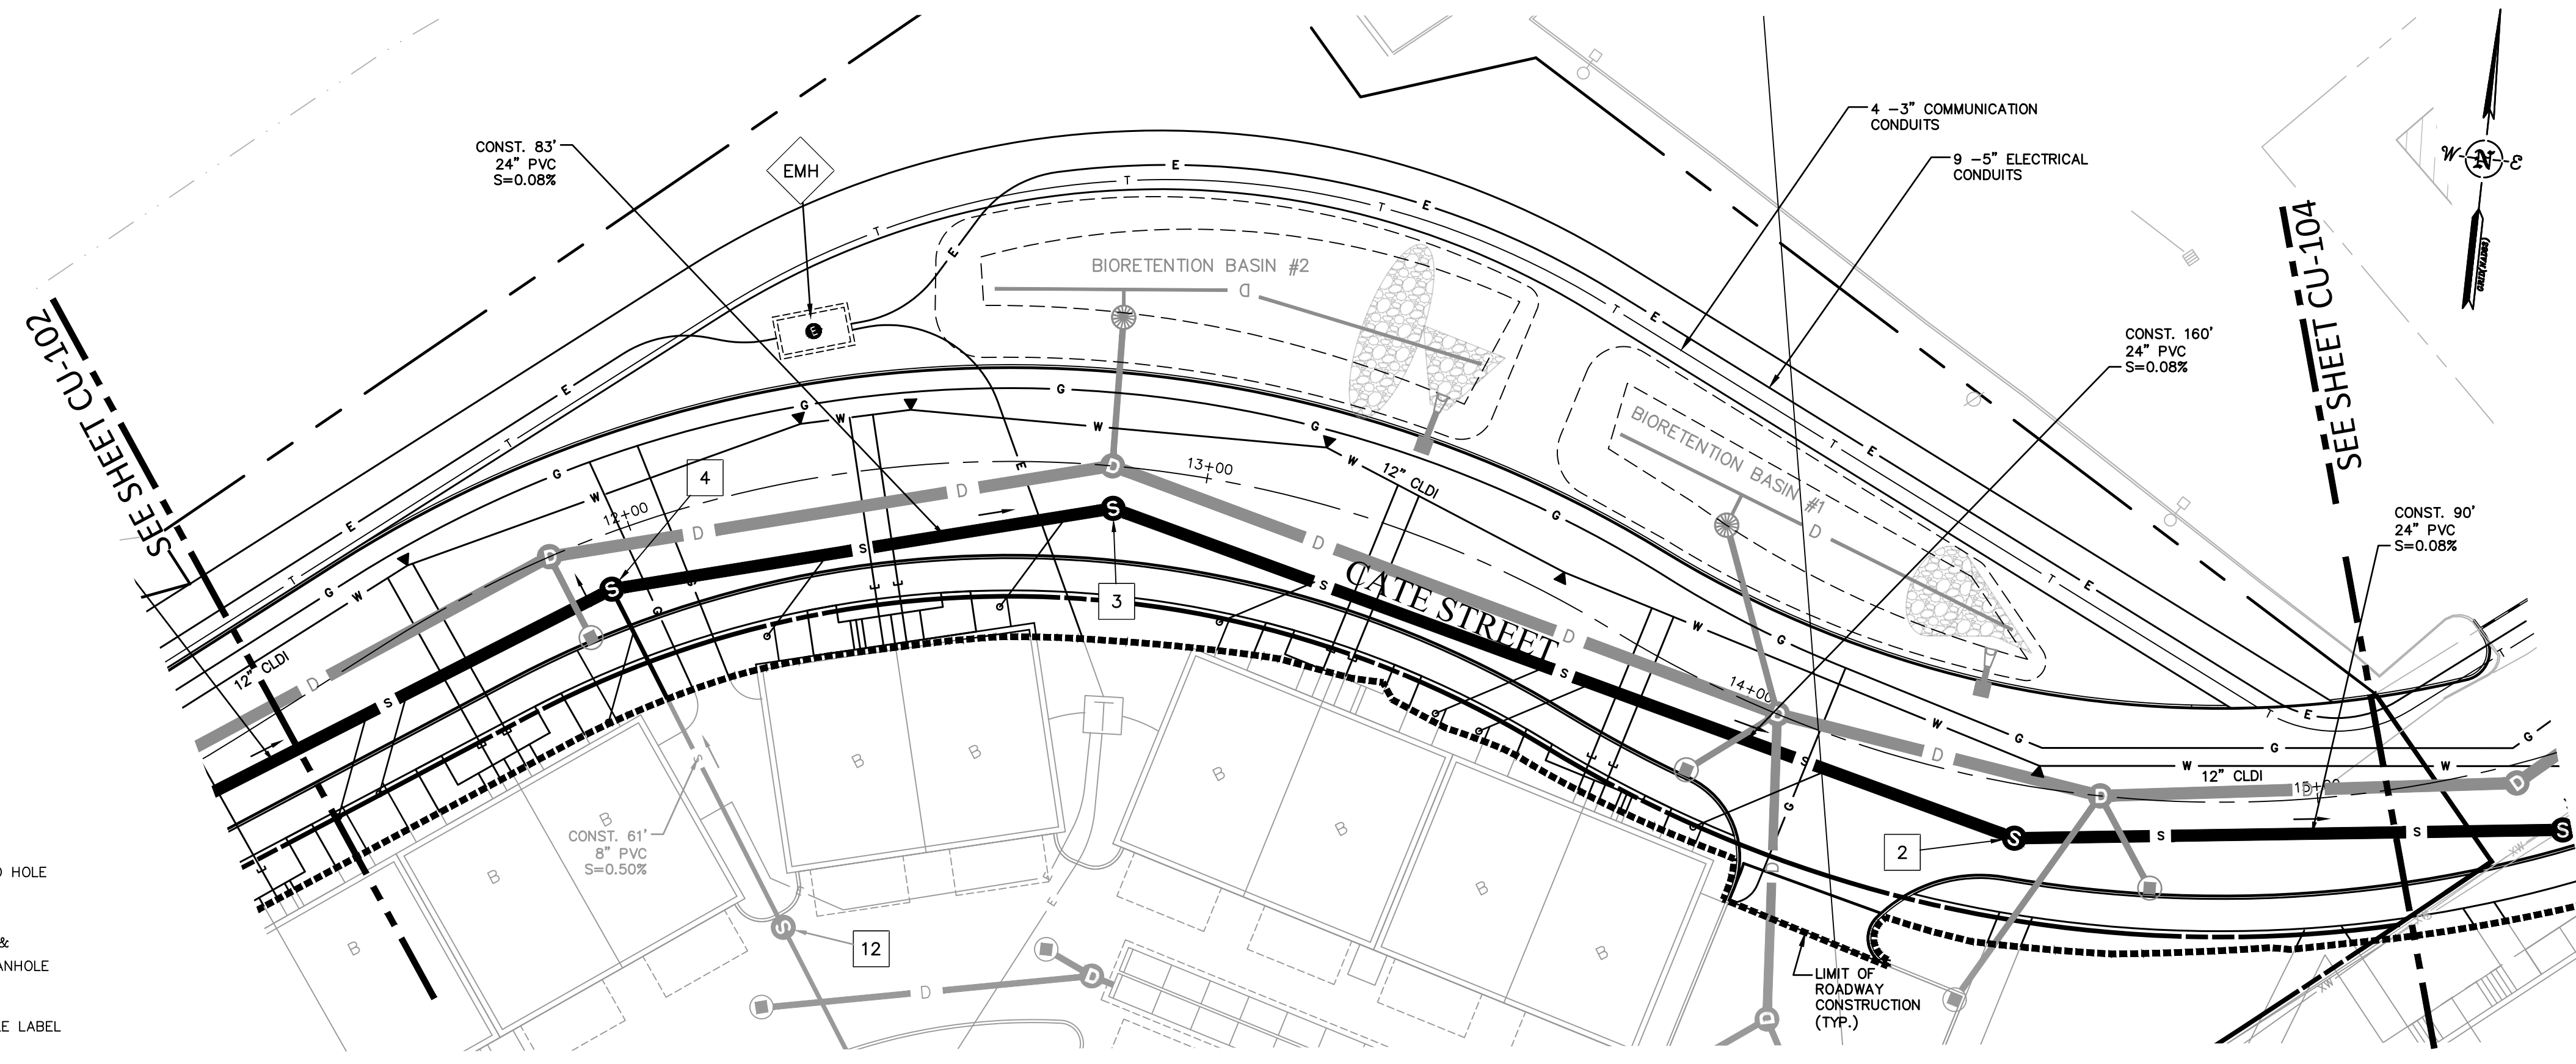 CONST. 83'
24" PVC
S=0.08%
EMH
E
4 -3" COMMUNICATION
CONDUITS
9 -5" ELECTRICAL
CONDUITS
W N E
GRID(NAD83)
SEE SHEET CU-102
SEE SHEET CU-104
BIORETENTION BASIN #2
BIORETENTION BASIN #1
CONST. 160'
24" PVC
S=0.08%
CONST. 90'
24" PVC
S=0.08%
4
12+00
13+00
12" CLDI
3
CATE STREET
14+00
12" CLDI
12" CLDI
2
CONST. 61'
8" PVC
S=0.50%
12
LIMIT OF
ROADWAY
CONSTRUCTION
(TYP.)
HOLE
&
LABEL